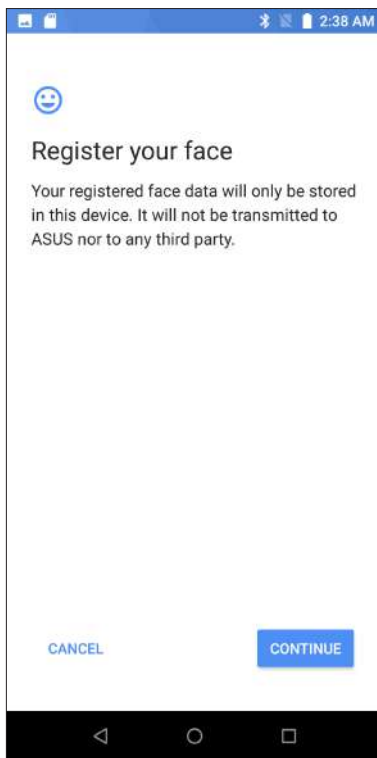 2:38 AM
Register your face
Your registered face data will only be stored
in this device. It will not be transmitted to
ASUS nor to any third party.
CANCEL
CONTINUE